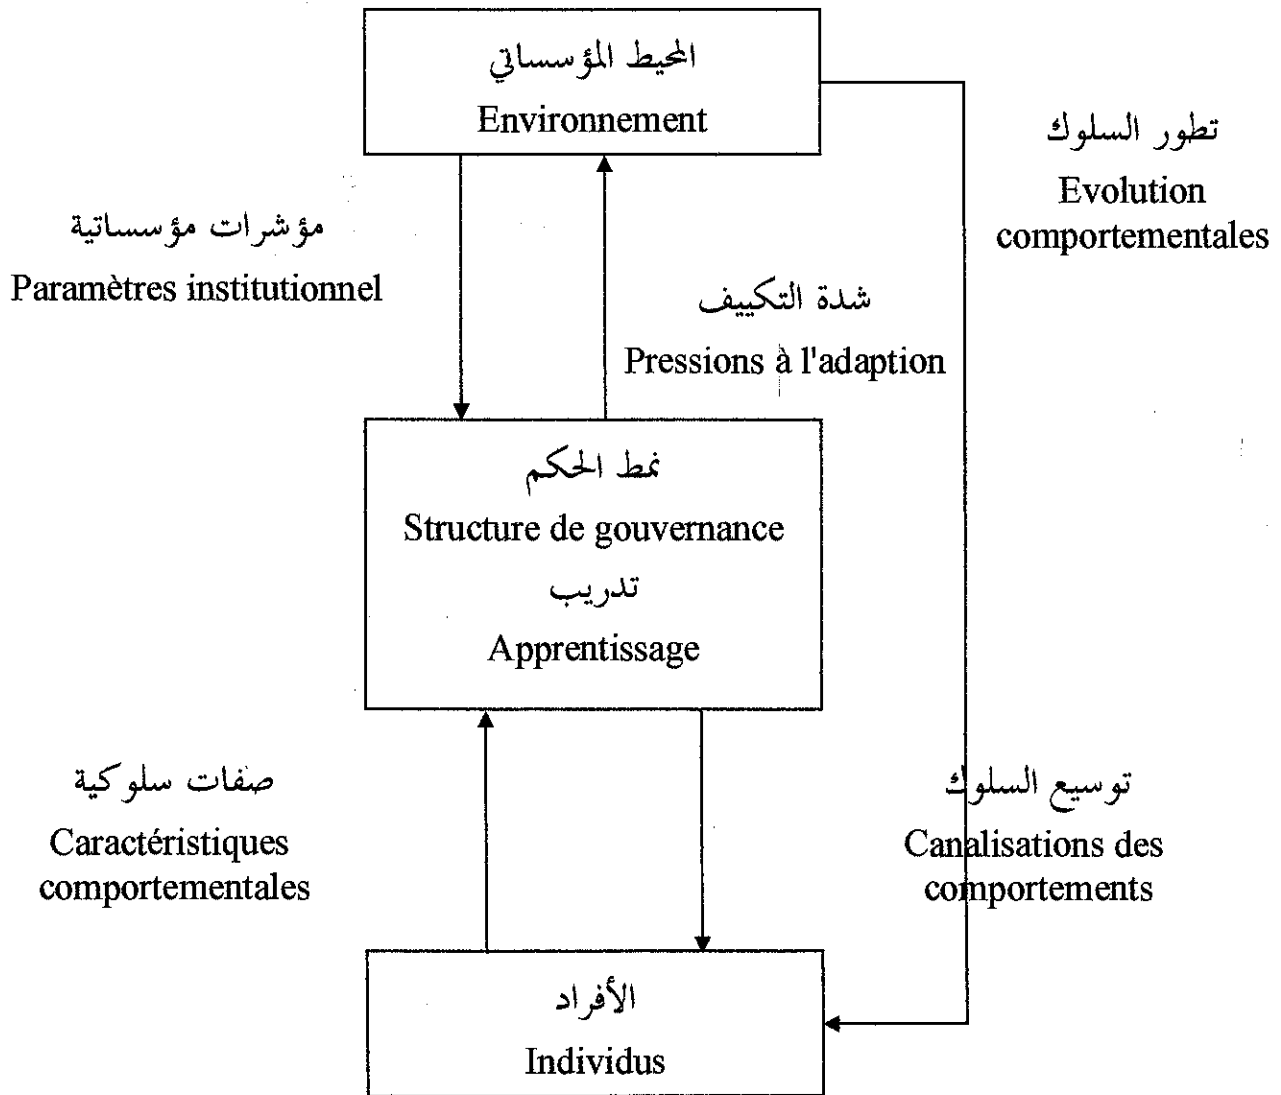 المحيط المؤسساتي
Environnement
تطور السلوك
Evolution
comportementales
مؤشرات مؤسساتية
Paramètres institutionnel
شدة التكييف
Pressions à l'adaption
نمط الحكم
Structure de gouvernance
تدريب
Apprentissage
صفات سلوكية
Caractéristiques
comportementales
توسيع السلوك
Canalisations des
comportements
الأفراد
Individus